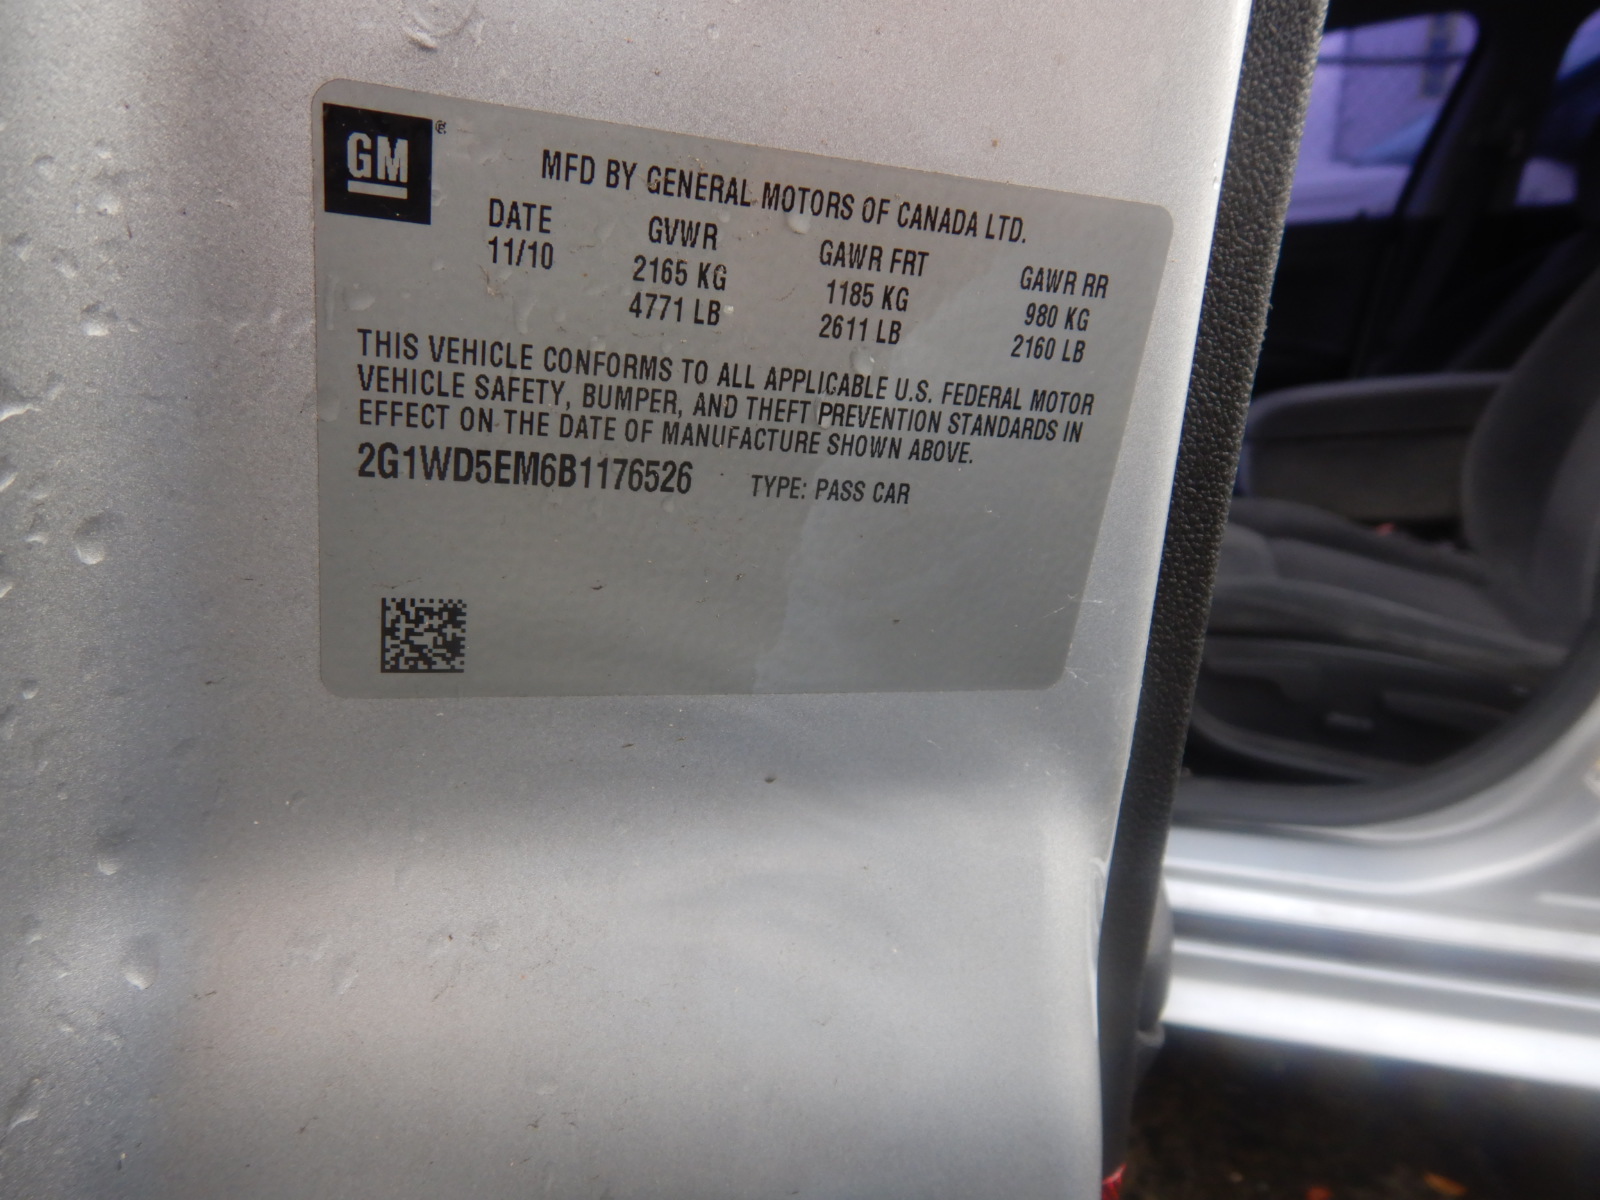 GM®
MFD BY GENERAL MOTORS OF CANADA LTD.
DATE GVWR GAWR FRT GAWR RR
11/10 2165 KG 1185 KG 980 KG
4771 LB 2611 LB 2160 LB
THIS VEHICLE CONFORMS TO ALL APPLICABLE U.S. FEDERAL MOTOR
VEHICLE SAFETY, BUMPER, AND THEFT PREVENTION STANDARDS IN
EFFECT ON THE DATE OF MANUFACTURE SHOWN ABOVE.
2G1WD5EM6B1176526 TYPE: PASS CAR